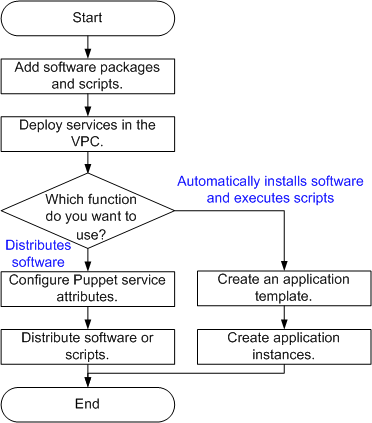 Start
Add software packages
and scripts.
Deploy services in the
VPC.
Which function
do you want to
use?
Automatically installs software
and executes scripts
Distributes
software
Configure Puppet service
attributes.
Create an application
template.
Distribute software or
scripts.
Create application
instances.
End